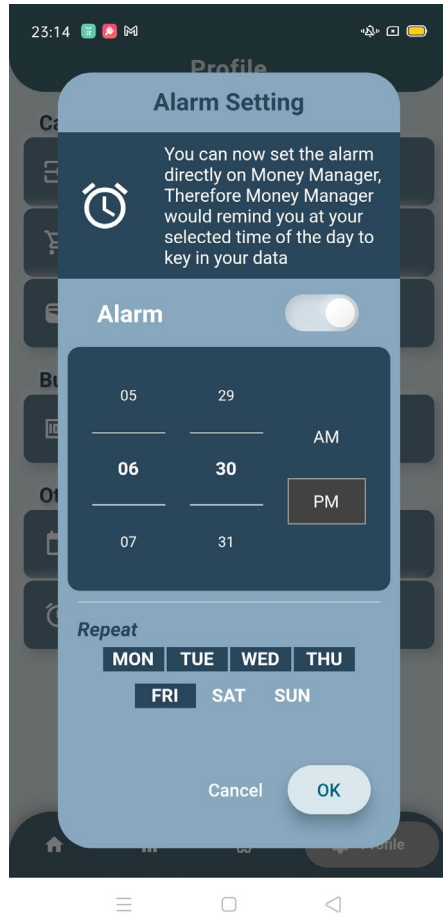 23:14
Profile
Alarm Setting
You can now set the alarm
directly on Money Manager,
Therefore Money Manager
would remind you at your
selected time of the day to
key in your data
Alarm
05 29
AM
06 30
PM
07 31
Repeat
MON TUE WED THU
FRI SAT SUN
Cancel OK